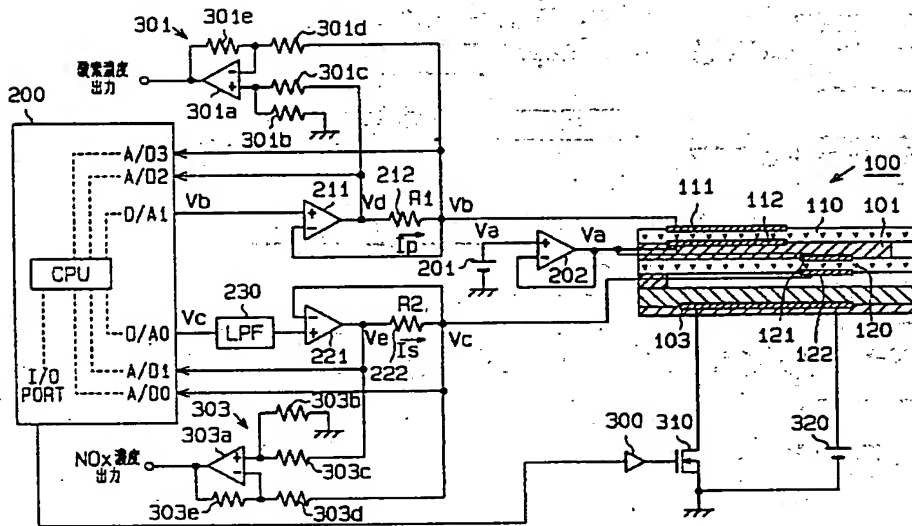 301
301e
301d
酸素濃度
出力
301c
301a
301b
200
A/D3
A/D2
D/A1
Vb
211
Vd
212
R1
Vb
Ip
CPU
D/A0
Vc
230
LPF
221
Ve
R2
Is
Vc
222
I/O
PORT
A/D1
A/D0
Va
201
Va
202
100
111
112
110
101
103
121
122
120
303
303b
303a
303c
NOx濃度
出力
303e
303d
300
310
320